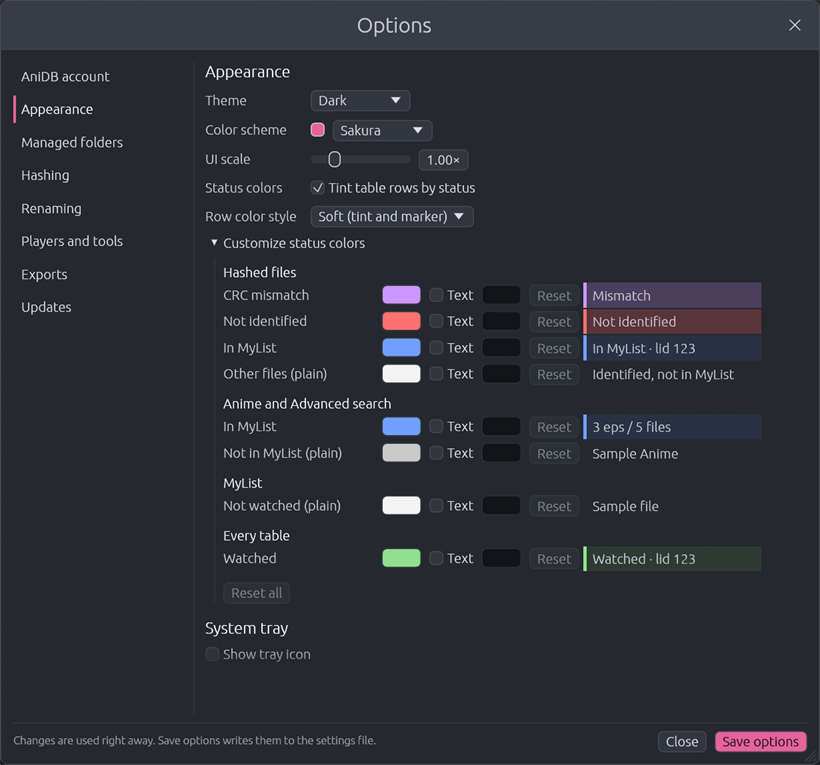 Options
AniDB account
Appearance
Managed folders
Hashing
Renaming
Players and tools
Exports
Updates
Appearance
Theme Dark
Color scheme Sakura
UI scale 1.00×
Status colors Tint table rows by status
Row color style Soft (tint and marker)
Customize status colors
Hashed files
CRC mismatch Text Reset Mismatch
Not identified Text Reset Not identified
In MyList Text Reset In MyList · lid 123
Other files (plain) Text Reset Identified, not in MyList
Anime and Advanced search
In MyList Text Reset 3 eps / 5 files
Not in MyList (plain) Text Reset Sample Anime
MyList
Not watched (plain) Text Reset Sample file
Every table
Watched Text Reset Watched · lid 123
Reset all
System tray
Show tray icon
Changes are used right away. Save options writes them to the settings file.
Close Save options